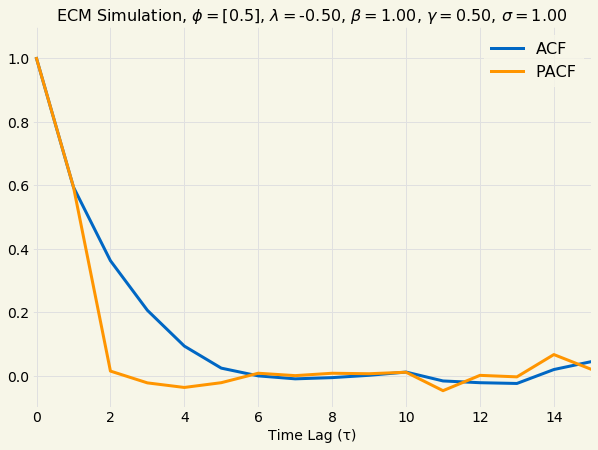 ECM Simulation, ϕ = [0.5], λ = -0.50, β = 1.00, γ = 0.50, σ = 1.00
ACF
PACF
1.0
0.8
0.6
0.4
0.2
0.0
0 2 4 6 8 10 12 14
Time Lag (τ)